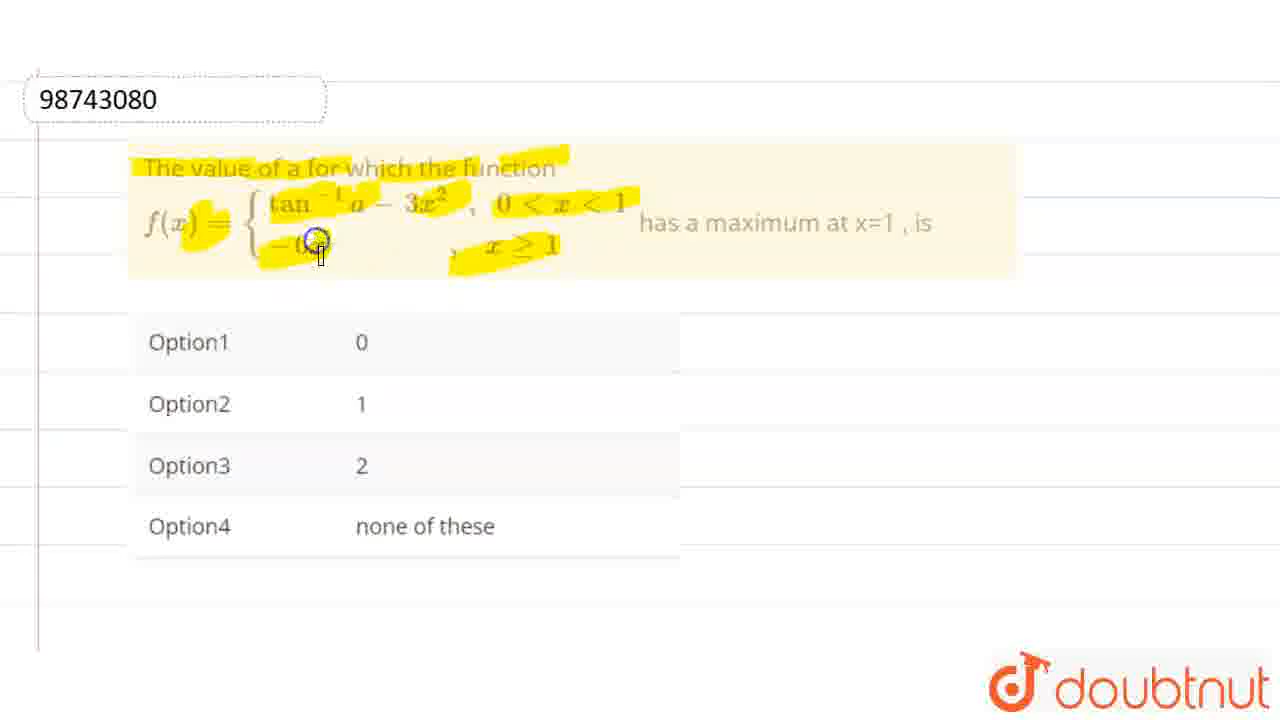 98743080
The value of a for which the function
f(x) = { tan⁻¹ a − 3x² , 0 < x < 1
, x ≥ 1
has a maximum at x=1 , is
Option1 0
Option2 1
Option3 2
Option4 none of these
doubtnut